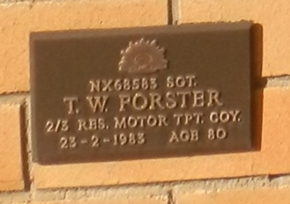 NX68583 SGT.
T. W. FORSTER
2/3 RES. MOTOR TPT. COY.
23-2-1983 AGE 80